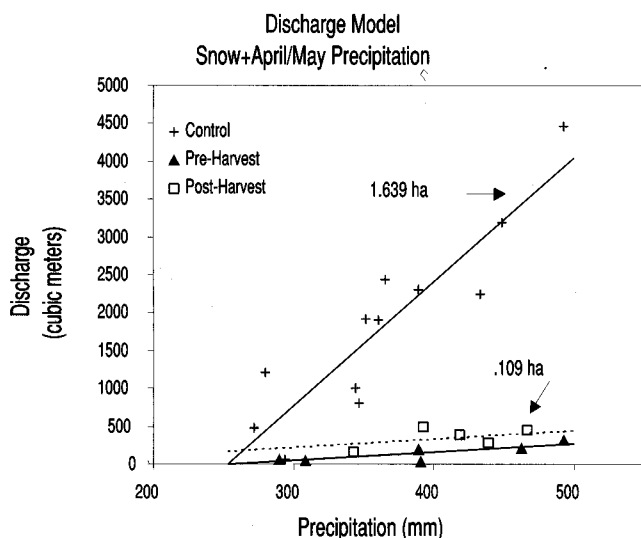 Discharge Model
Snow+April/May Precipitation
5000
4500
4000
3500
3000
2500
2000
1500
1000
500
0
Discharge
(cubic meters)
Control
Pre-Harvest
Post-Harvest
1.639 ha
.109 ha
200
300
400
500
Precipitation (mm)